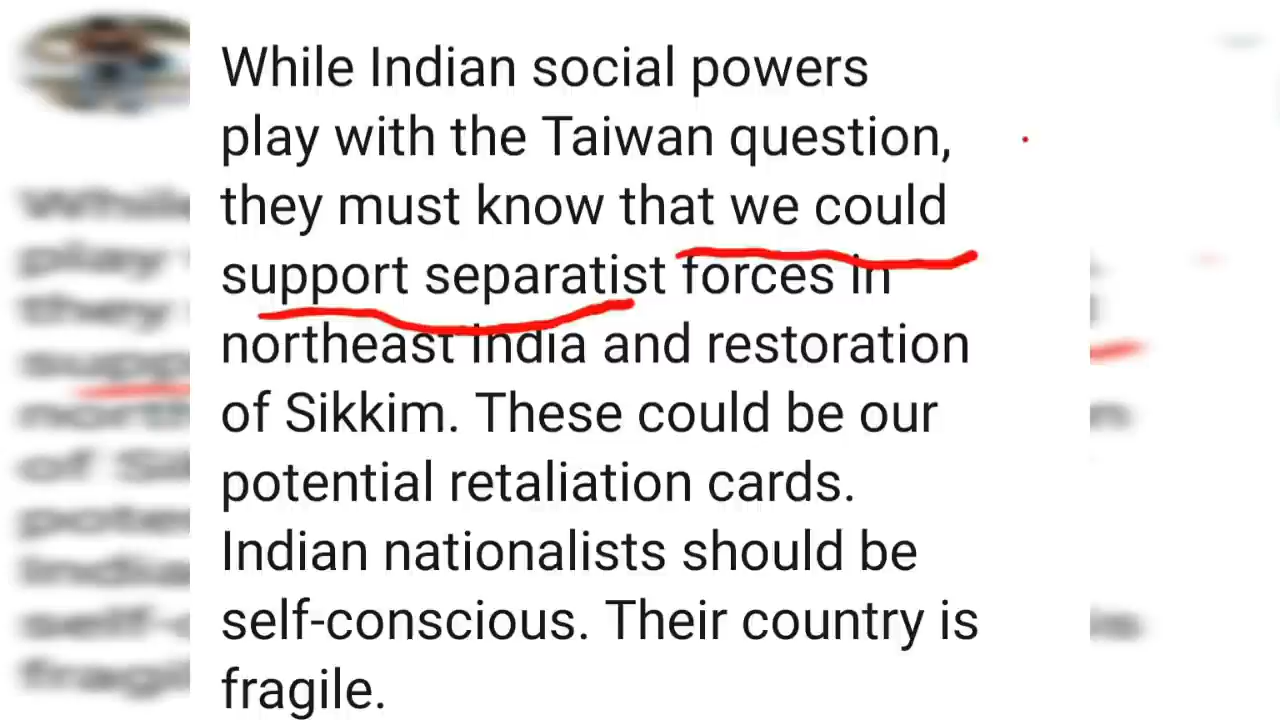 While Indian social powers
play with the Taiwan question,
they must know that we could
support separatist forces in
northeast India and restoration
of Sikkim. These could be our
potential retaliation cards.
Indian nationalists should be
self-conscious. Their country is
fragile.